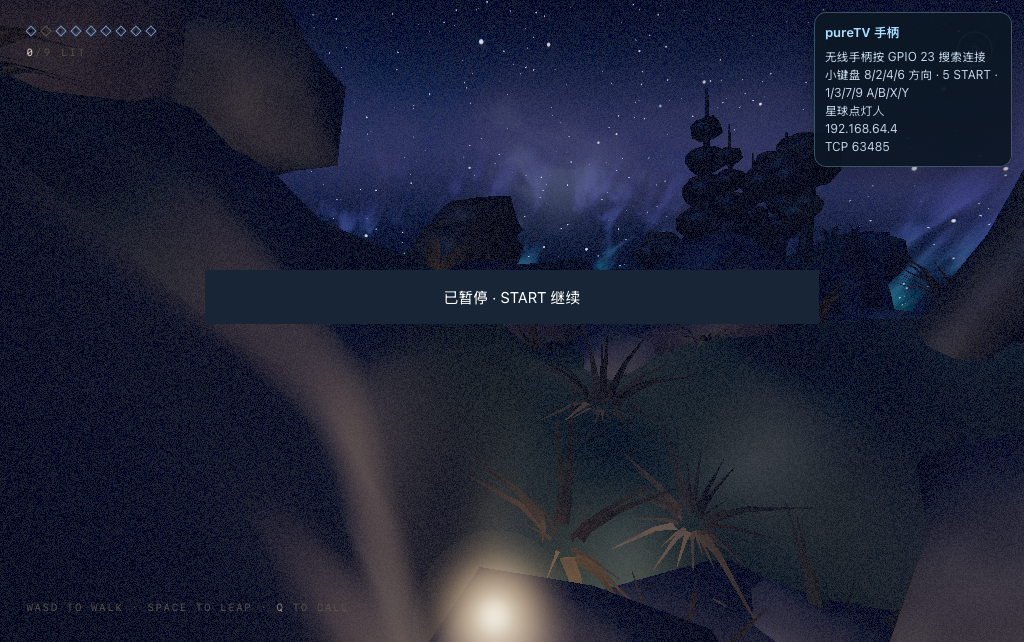 0/9 LIT
pureTV 手柄
无线手柄按 GPIO 23 搜索连接
小键盘 8/2/4/6 方向 · 5 START ·
1/3/7/9 A/B/X/Y
星球点灯人
192.168.64.4
TCP 63485
已暂停 · START 继续
WASD TO WALK · SPACE TO LEAP · Q TO CALL